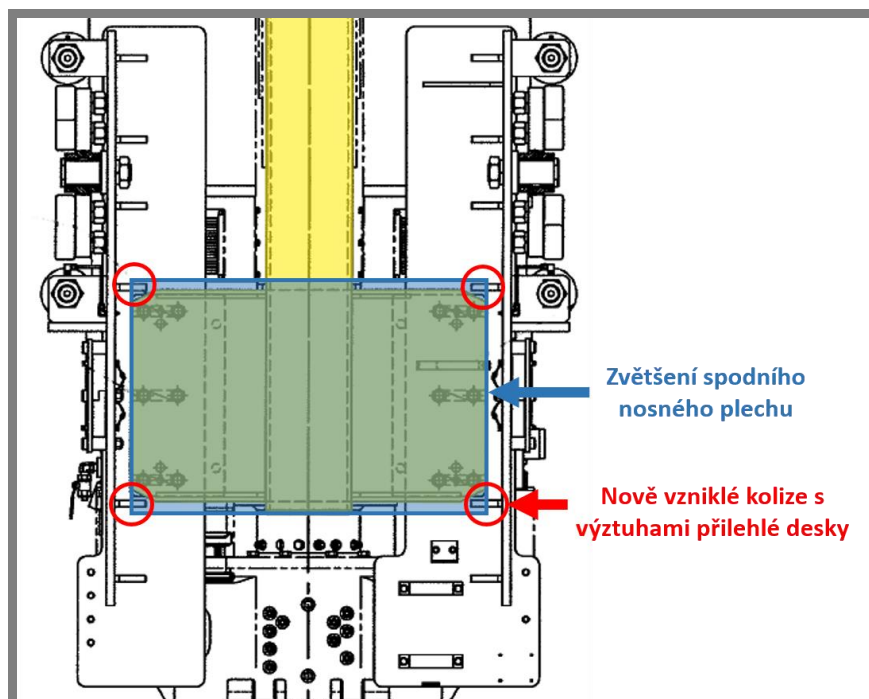 Zvětšení spodního
nosného plechu
Nově vzniklé kolize s
výztuhami přilehlé desky